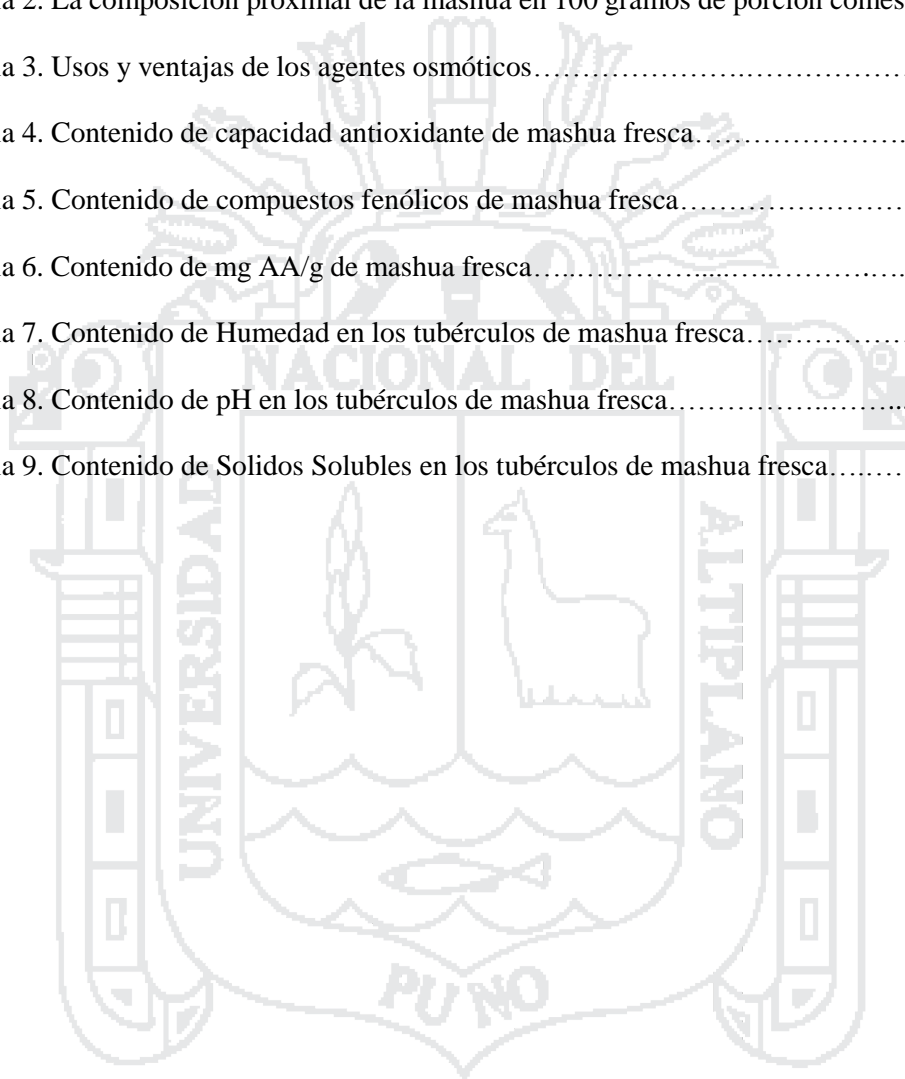 a 2. La composición proximal de la mashua en 100 gramos de porción comes
a 3. Usos y ventajas de los agentes osmóticos………………….…………….
a 4. Contenido de capacidad antioxidante de mashua fresca……………….
a 5. Contenido de compuestos fenólicos de mashua fresca…………………
a 6. Contenido de mg AA/g de mashua fresca….…………....…..……….…..
a 7. Contenido de Humedad en los tubérculos de mashua fresca……………
a 8. Contenido de pH en los tubérculos de mashua fresca……….…..……...
a 9. Contenido de Solidos Solubles en los tubérculos de mashua fresca….……
NACIONAL DEL
UNIVERSIDAD
ALTIPLANO
PUNO